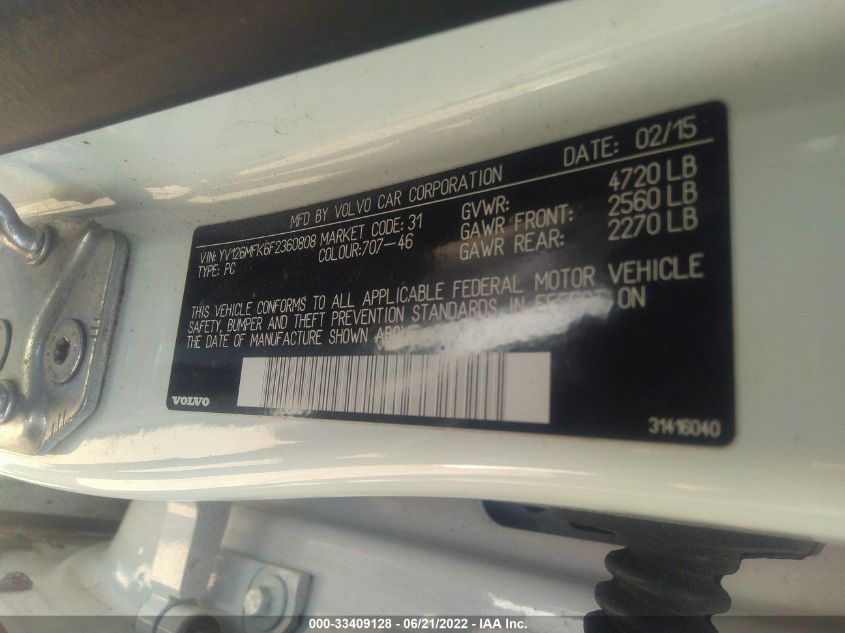 MFD BY VOLVO CAR CORPORATION DATE: 02/15
VIN: YV126MFK6F2360808 MARKET CODE: 31 GVWR: 4720 LB
TYPE: PC COLOUR:707-46 GAWR FRONT: 2560 LB
GAWR REAR: 2270 LB
THIS VEHICLE CONFORMS TO ALL APPLICABLE FEDERAL MOTOR VEHICLE
SAFETY, BUMPER AND THEFT PREVENTION STANDARDS IN EFFECT ON
THE DATE OF MANUFACTURE SHOWN ABOVE
VOLVO
31416040
000-33409128 - 06/21/2022 - IAA Inc.